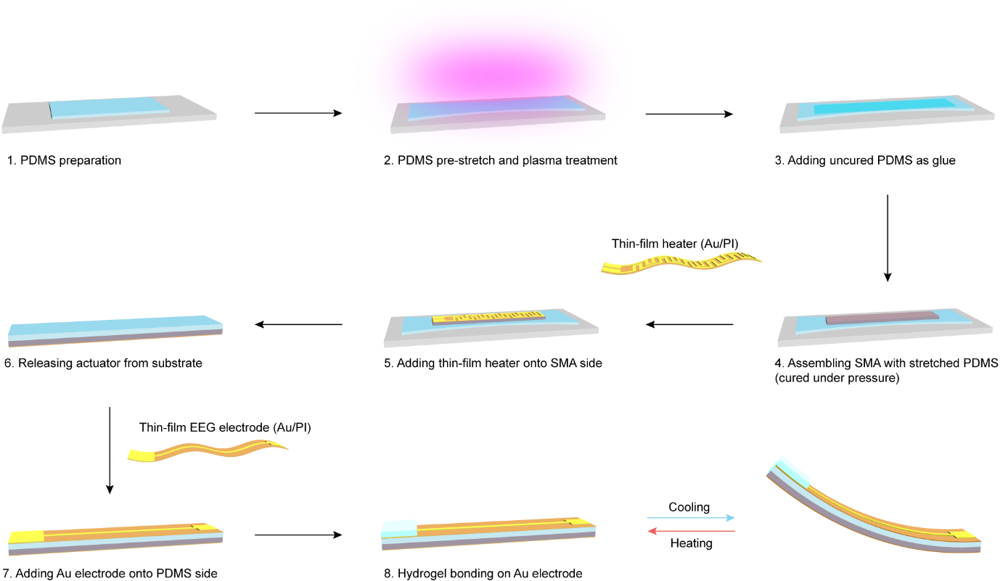 1. PDMS preparation
2. PDMS pre-stretch and plasma treatment
3. Adding uncured PDMS as glue
Thin-film heater (Au/PI)
4. Assembling SMA with stretched PDMS
(cured under pressure)
5. Adding thin-film heater onto SMA side
6. Releasing actuator from substrate
Thin-film EEG electrode (Au/PI)
7. Adding Au electrode onto PDMS side
8. Hydrogel bonding on Au electrode
Cooling
Heating